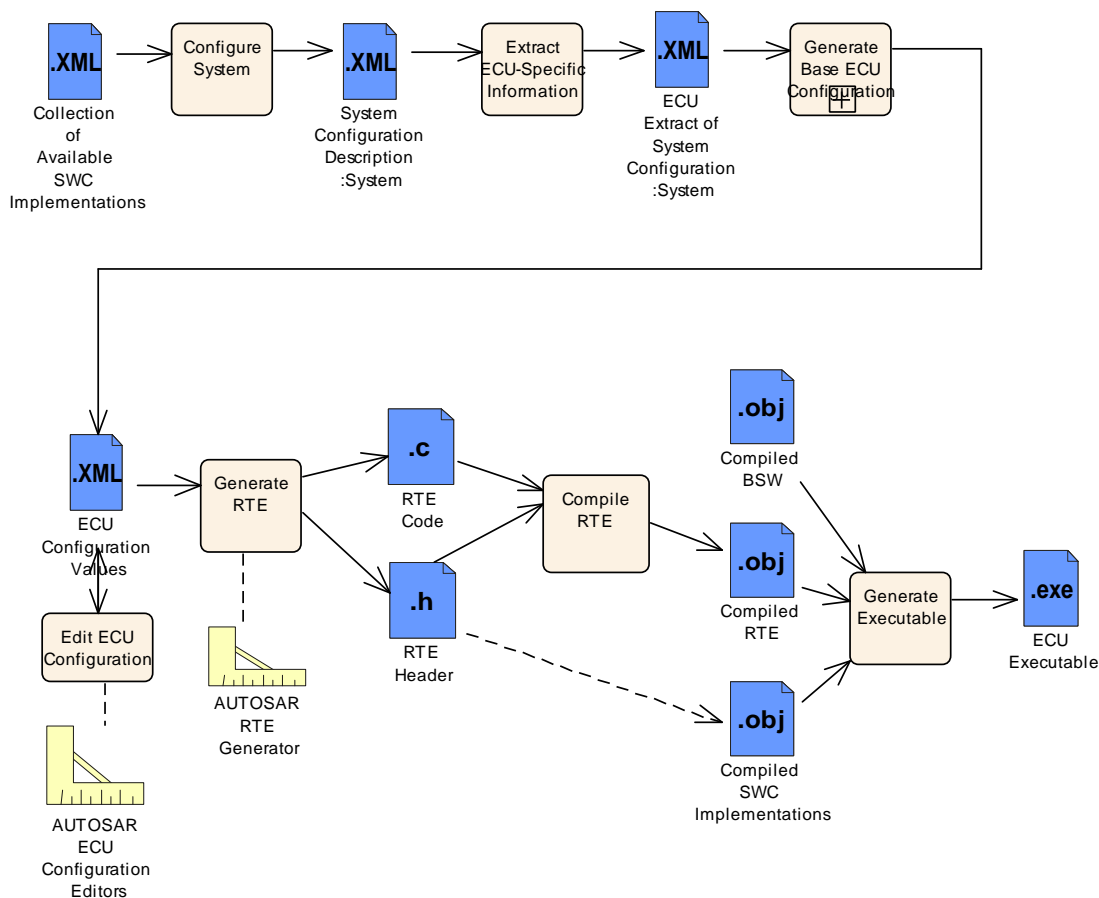 .XML
Configure
System
.XML
Extract
ECU-Specific
Information
.XML
Generate
Base ECU
Configuration
Collection
of
Available
SWC
Implementations
System
Configuration
Description
:System
ECU
Extract of
System
Configuration
:System
.XML
ECU
Configuration
Values
Generate
RTE
.c
RTE
Code
Compile
RTE
.obj
Compiled
BSW
.h
RTE
Header
.obj
Compiled
RTE
Generate
Executable
.exe
ECU
Executable
Edit ECU
Configuration
AUTOSAR
RTE
Generator
.obj
Compiled
SWC
Implementations
AUTOSAR
ECU
Configuration
Editors